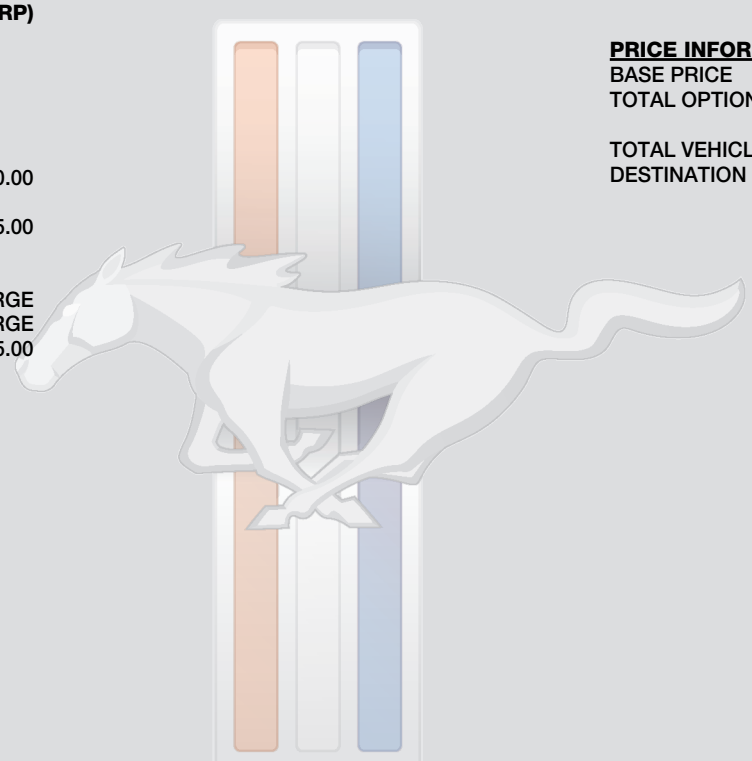 RP)
0.00
5.00
RGE
RGE
5.00
PRICE INFOR
BASE PRICE
TOTAL OPTION
TOTAL VEHICL
DESTINATION